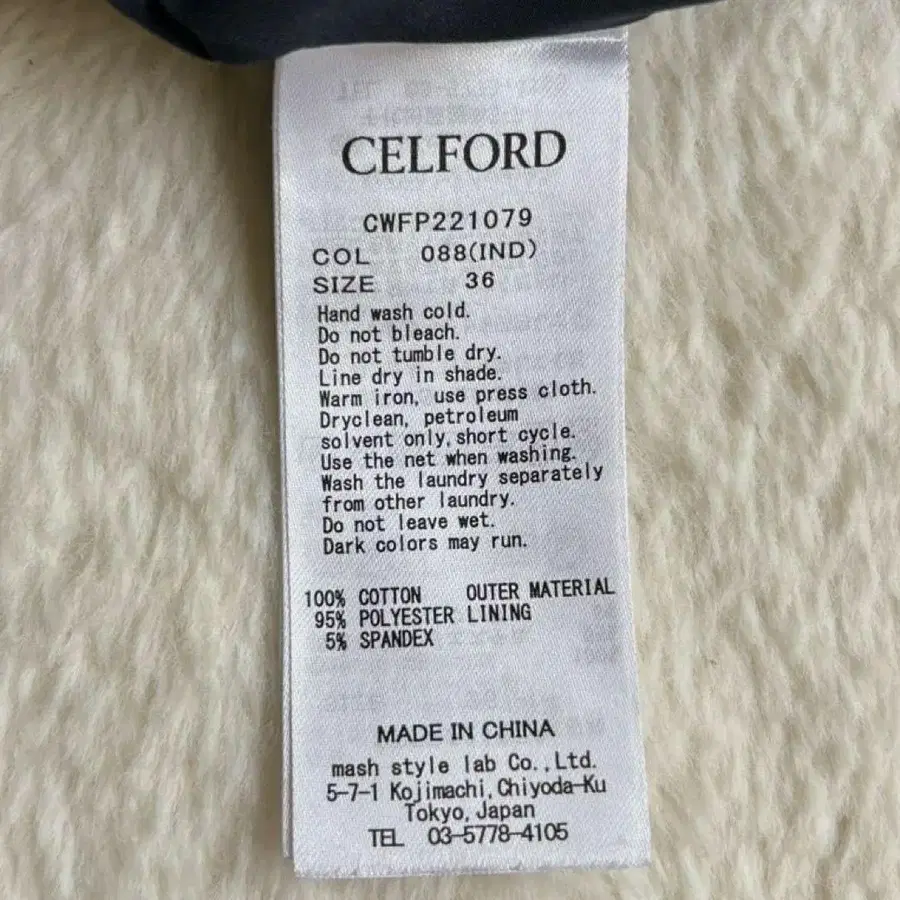 CELFORD
CWFP221079
COL 088(IND)
SIZE 36
Hand wash cold.
Do not bleach.
Do not tumble dry.
Line dry in shade.
Warm iron, use press cloth.
Dryclean, petroleum
solvent only,short cycle.
Use the net when washing.
Wash the laundry separately
from other laundry.
Do not leave wet.
Dark colors may run.
100% COTTON OUTER MATERIAL
95% POLYESTER LINING
5% SPANDEX
MADE IN CHINA
mash style lab Co.,Ltd.
5-7-1 Kojimachi,Chiyoda-Ku
Tokyo,Japan
TEL 03-5778-4105